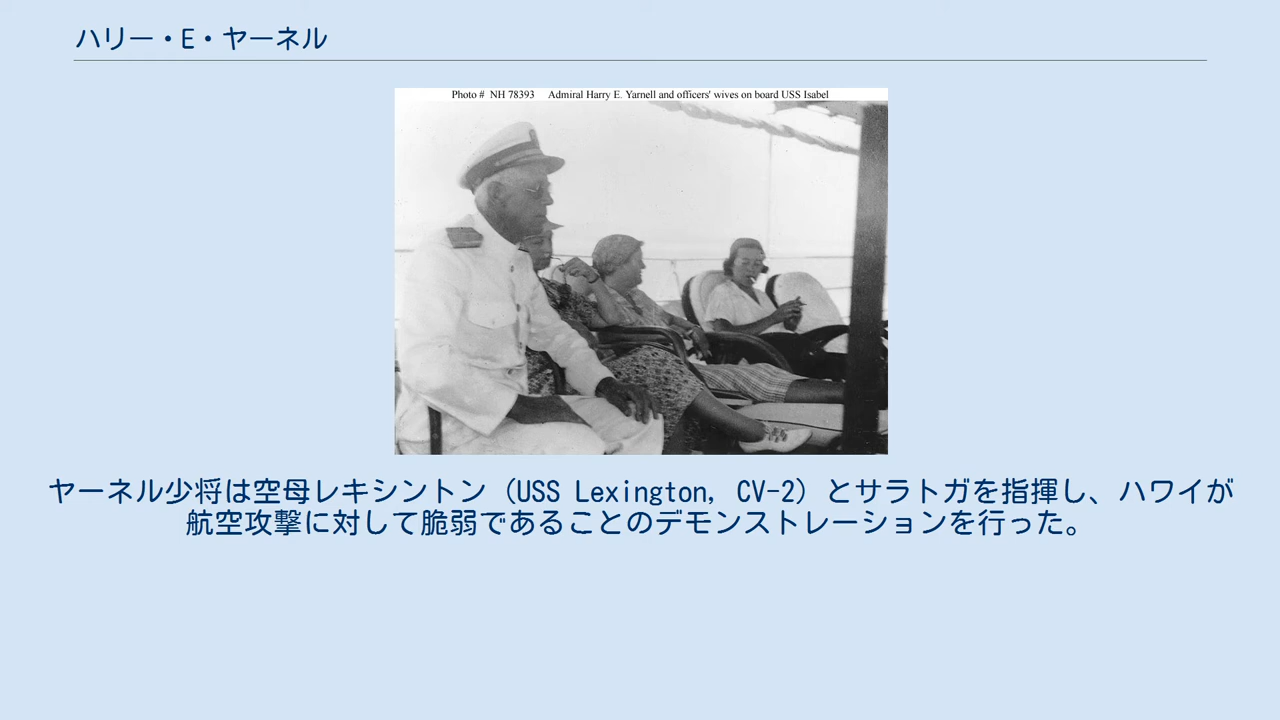 ハリー・E・ヤーネル
Photo # NH 78393 Admiral Harry E. Yarnell and officers' wives on board USS Isabel
ヤーネル少将は空母レキシントン（USS Lexington, CV-2）とサラトガを指揮し、ハワイが
航空攻撃に対して脆弱であることのデモンストレーションを行った。